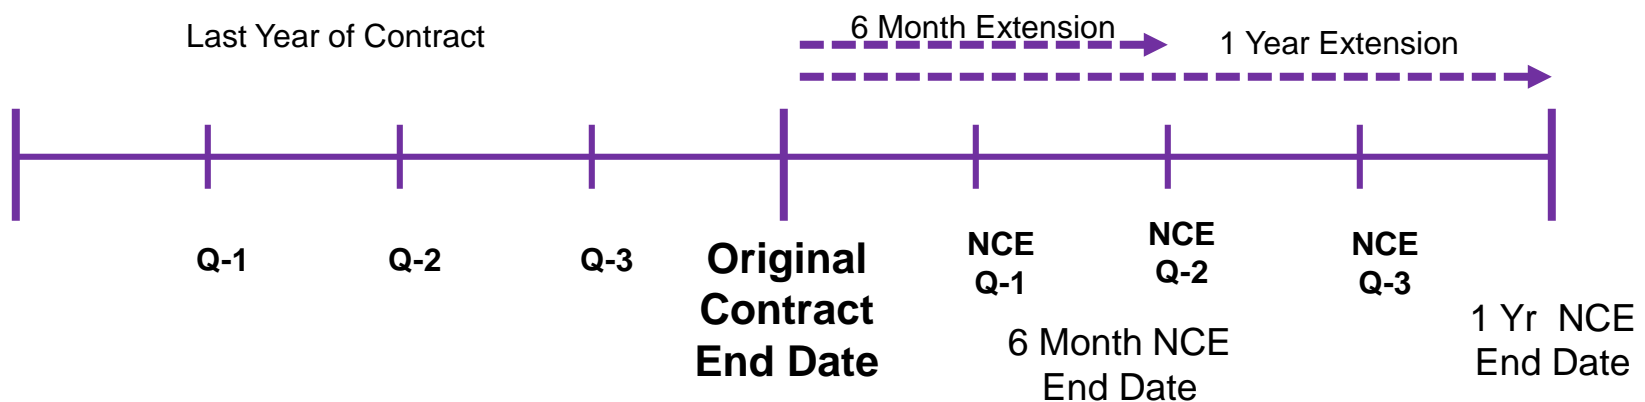 Last Year of Contract
6 Month Extension
1 Year Extension
Q-1
Q-2
Q-3
Original
Contract
End Date
NCE
Q-1
NCE
Q-2
NCE
Q-3
6 Month NCE
End Date
1 Yr  NCE
End Date